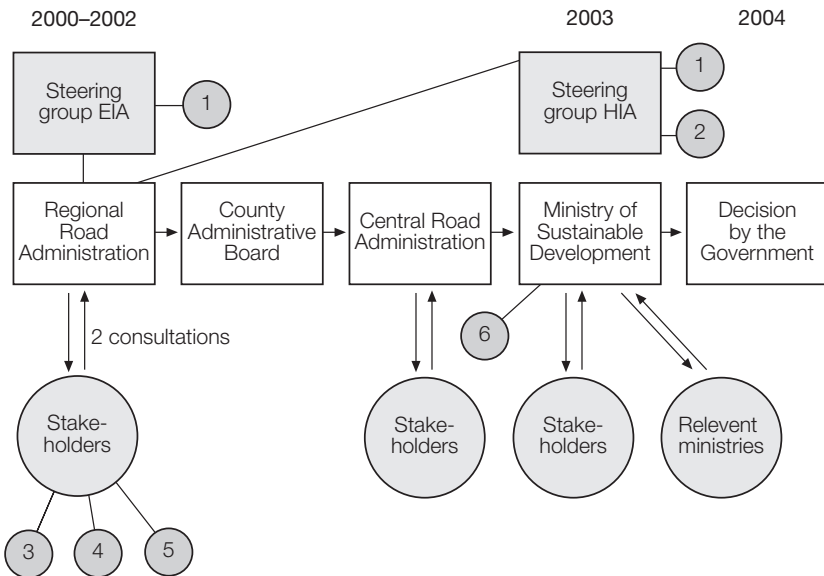 2000–2002
2003
2004
Steering
group EIA
1
Steering
group HIA
1
2
Regional
Road
Administration
County
Administrative
Board
Central Road
Administration
Ministry of
Sustainable
Development
Decision
by the
Government
2 consultations
6
Stake-
holders
Stake-
holders
Stake-
holders
Relevent
ministries
3
4
5